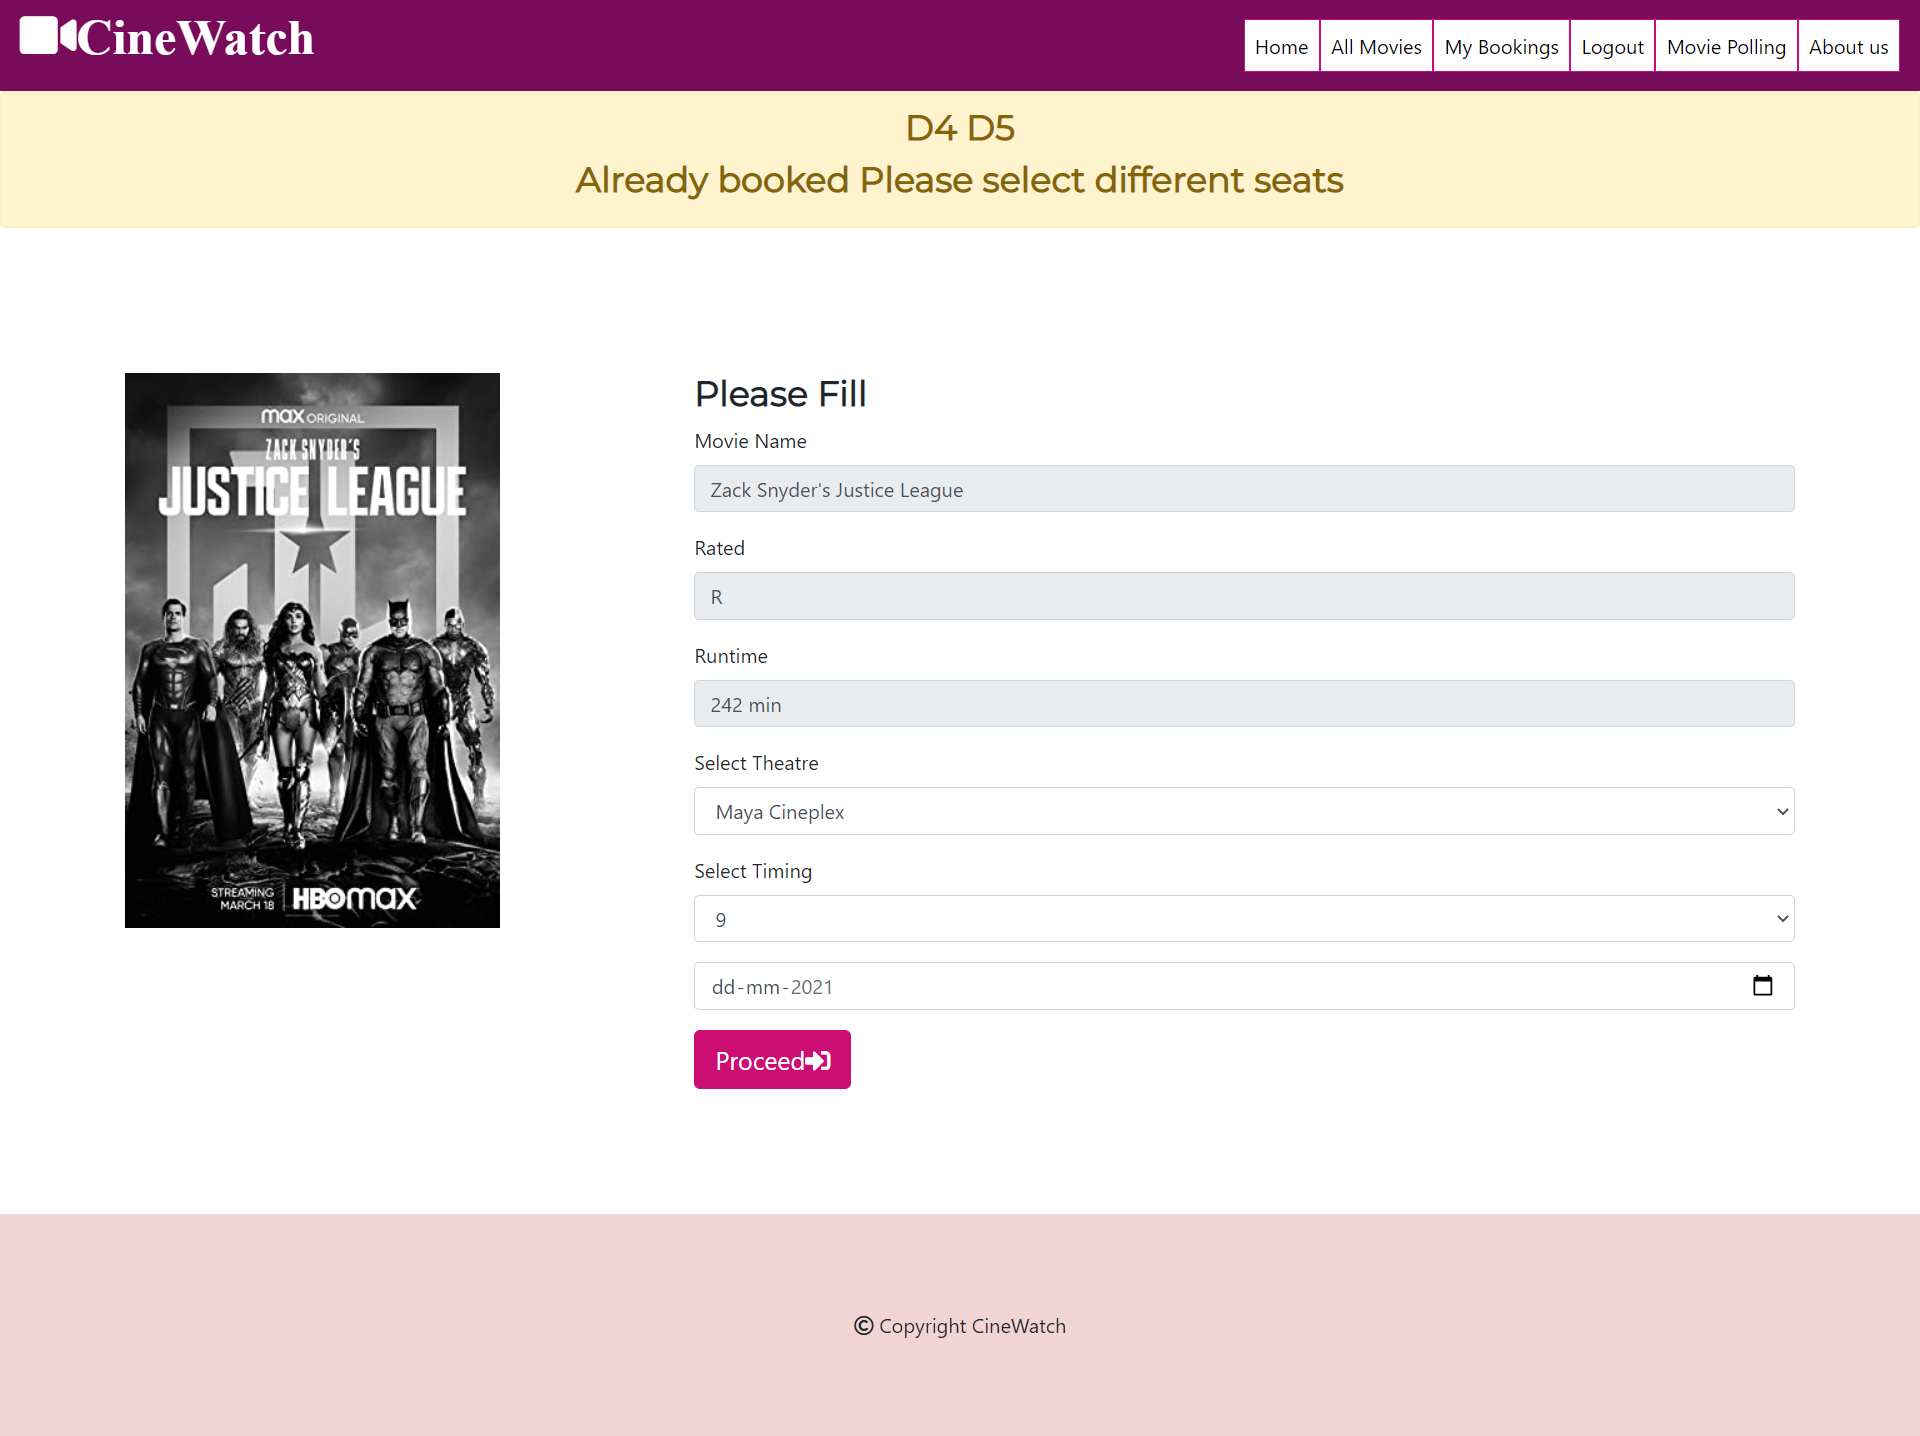 CineWatch
Home
All Movies
My Bookings
Logout
Movie Polling
About us
D4 D5
Already booked Please select different seats
max ORIGINAL
ZACK SNYDER'S
JUSTICE LEAGUE
STREAMING
MARCH 18
HBOmax
Please Fill
Movie Name
Zack Snyder's Justice League
Rated
R
Runtime
242 min
Select Theatre
Maya Cineplex
Select Timing
9
dd-mm-2021
Proceed
© Copyright CineWatch